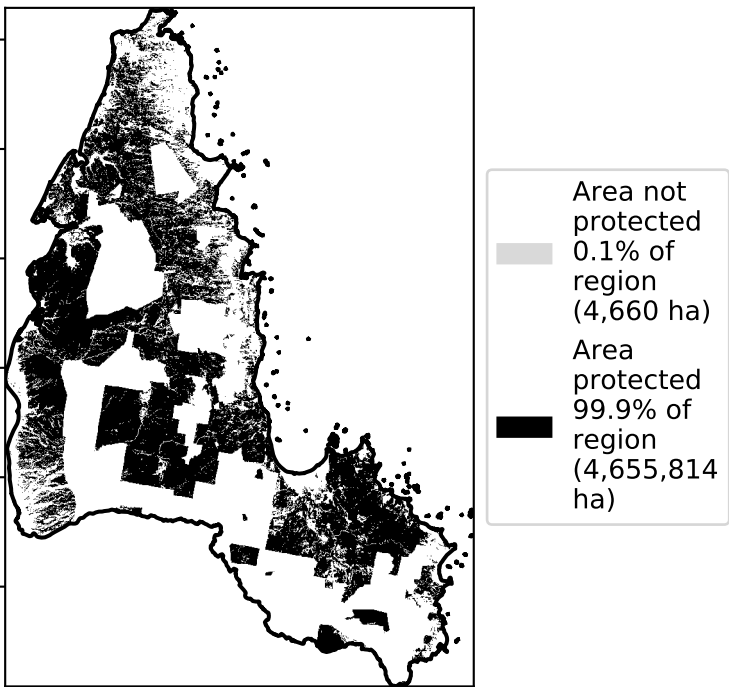 Area not
protected
0.1% of
region
(4,660 ha)
Area
protected
99.9% of
region
(4,655,814
ha)